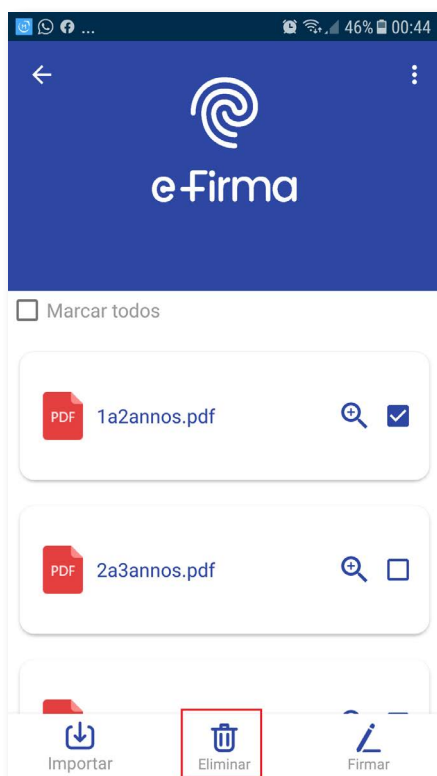 ... 46% 00:44
e-Firma
Marcar todos
PDF 1a2annos.pdf
PDF 2a3annos.pdf
Importar Eliminar Firmar